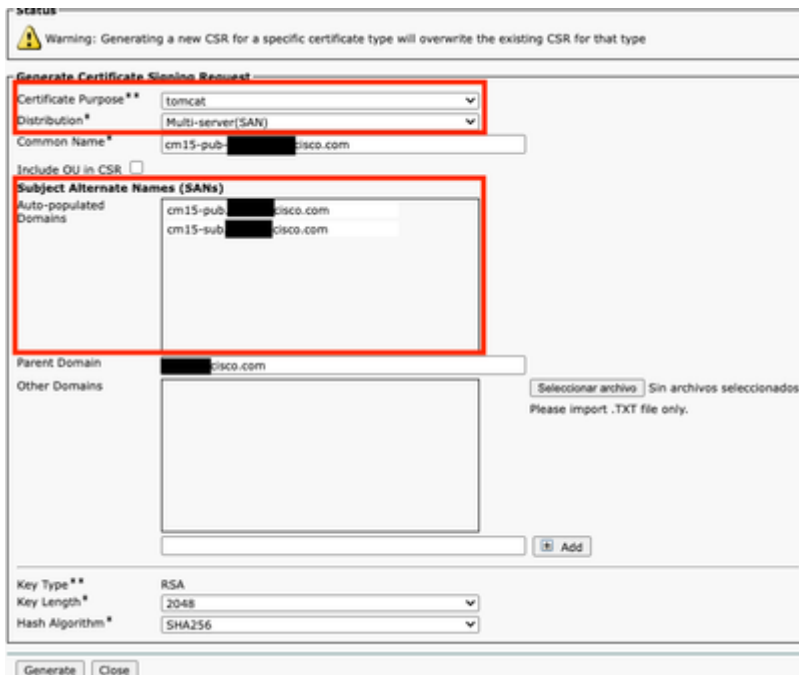 Status
Warning: Generating a new CSR for a specific certificate type will overwrite the existing CSR for that type
Generate Certificate Signing Request
Certificate Purpose** tomcat
Distribution* Multi-server(SAN)
Common Name* cm15-pub- cisco.com
Include OU in CSR
Subject Alternate Names (SANs)
Auto-populated
Domains
cm15-pub. cisco.com
cm15-sub. cisco.com
Parent Domain cisco.com
Other Domains
Seleccionar archivo Sin archivos seleccionados
Please import .TXT file only.
Add
Key Type** RSA
Key Length* 2048
Hash Algorithm* SHA256
Generate Close